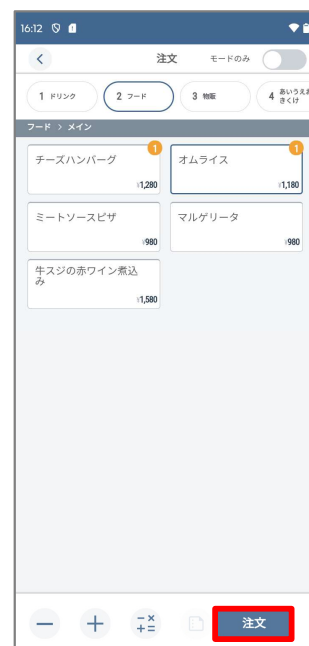 16:12
注文 モードのみ
1 ドリンク 2 フード 3 物販 4 あいうえお
きくけ
フード > メイン
チーズハンバーグ 1
¥1,280
オムライス 1
¥1,180
ミートソースピザ
¥980
マルゲリータ
¥980
牛スジの赤ワイン煮込
み
¥1,580
注文